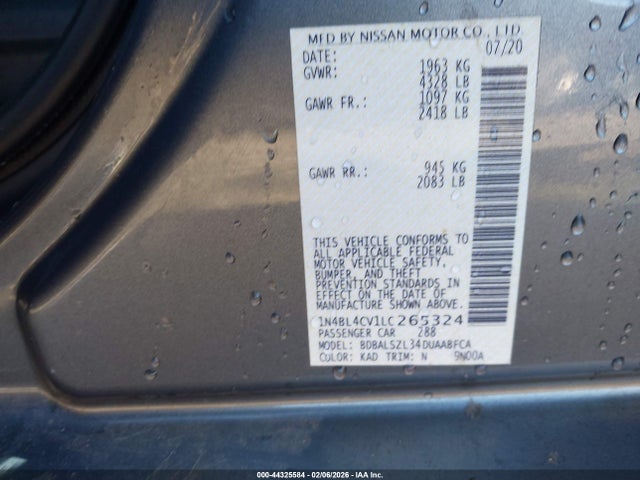 MFD BY NISSAN MOTOR CO., LTD
DATE: 07/20
GVWR: 1963 KG
4328 LB
GAWR FR.: 1097 KG
2418 LB
GAWR RR.: 945 KG
2083 LB
THIS VEHICLE CONFORMS TO
ALL APPLICABLE FEDERAL
MOTOR VEHICLE SAFETY,
BUMPER, AND THEFT
PREVENTION STANDARDS IN
EFFECT ON THE DATE OF
MANUFACTURE SHOWN ABOVE.
1N4BL4CV1LC265324
PASSENGER CAR 288
MODEL: BDBALSZL34DUAABFCA
COLOR: KAD TRIM: N 9N00A
000-44325584 - 02/06/2026 - IAA Inc.